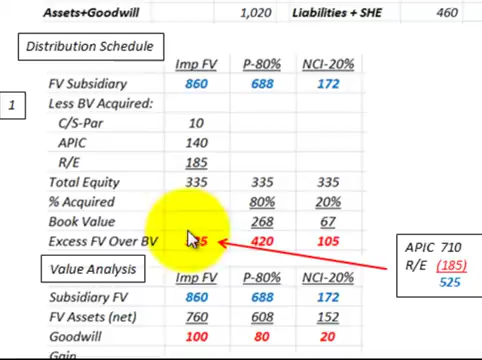 Assets+Goodwill 1,020 Liabilities + SHE 460
Distribution Schedule
Imp FV P-80% NCI-20%
FV Subsidiary 860 688 172
1
Less BV Acquired:
C/S-Par 10
APIC 140
R/E 185
Total Equity 335 335 335
% Acquired 80% 20%
Book Value 268 67
Excess FV Over BV 420 105
APIC 710
R/E (185)
525
Value Analysis
Imp FV P-80% NCI-20%
Subsidiary FV 860 688 172
FV Assets (net) 760 608 152
Goodwill 100 80 20
Gain